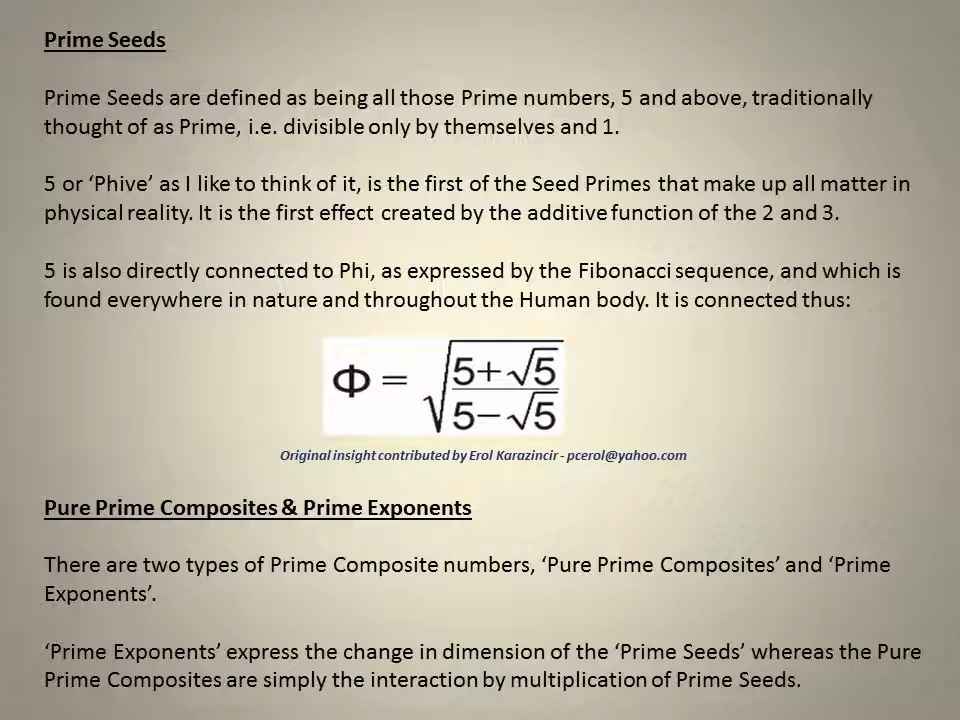 Prime Seeds
Prime Seeds are defined as being all those Prime numbers, 5 and above, traditionally
thought of as Prime, i.e. divisible only by themselves and 1.
5 or ‘Phive’ as I like to think of it, is the first of the Seed Primes that make up all matter in
physical reality. It is the first effect created by the additive function of the 2 and 3.
5 is also directly connected to Phi, as expressed by the Fibonacci sequence, and which is
found everywhere in nature and throughout the Human body. It is connected thus:
Φ = √((5+√5)/(5−√5))
Original insight contributed by Erol Karazincir - pcerol@yahoo.com
Pure Prime Composites & Prime Exponents
There are two types of Prime Composite numbers, ‘Pure Prime Composites’ and ‘Prime
Exponents’.
‘Prime Exponents’ express the change in dimension of the ‘Prime Seeds’ whereas the Pure
Prime Composites are simply the interaction by multiplication of Prime Seeds.